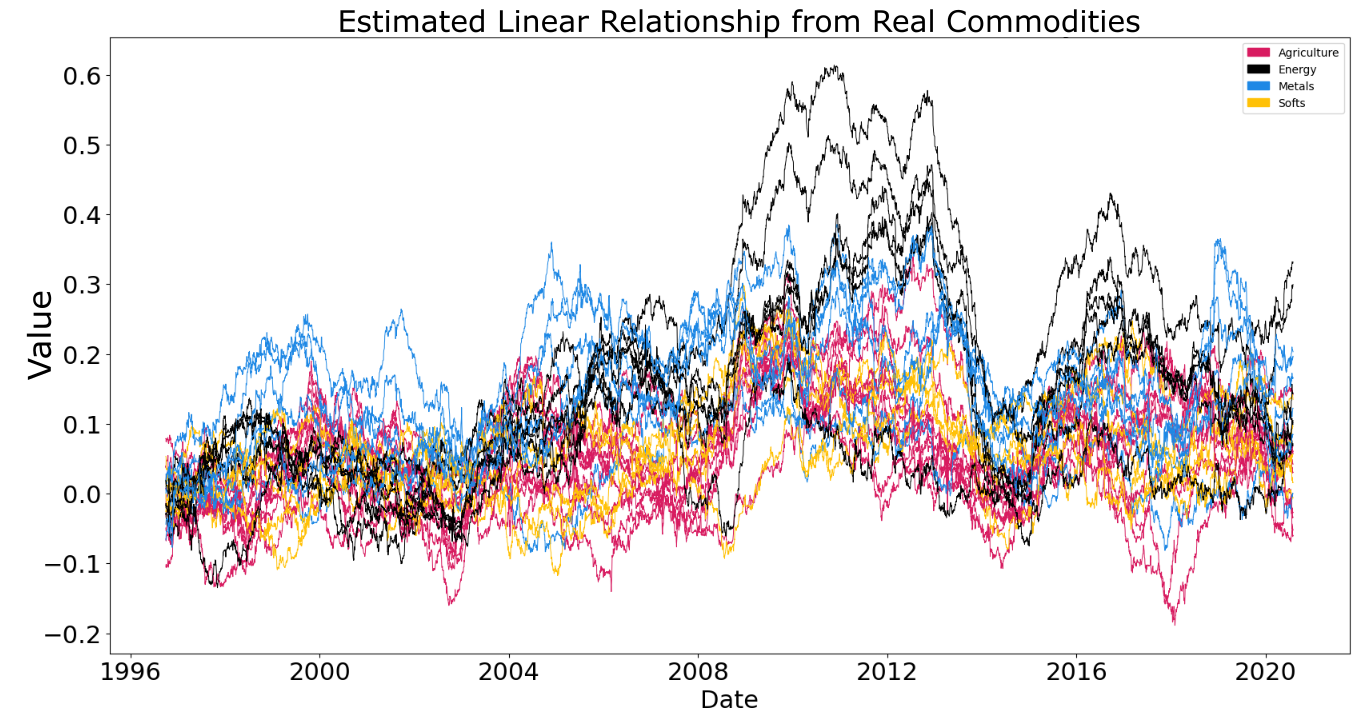 Estimated Linear Relationship from Real Commodities
Agriculture
Energy
Metals
Softs
0.6
0.5
0.4
0.3
0.2
0.1
0.0
−0.1
−0.2
Value
1996 2000 2004 2008 2012 2016 2020
Date